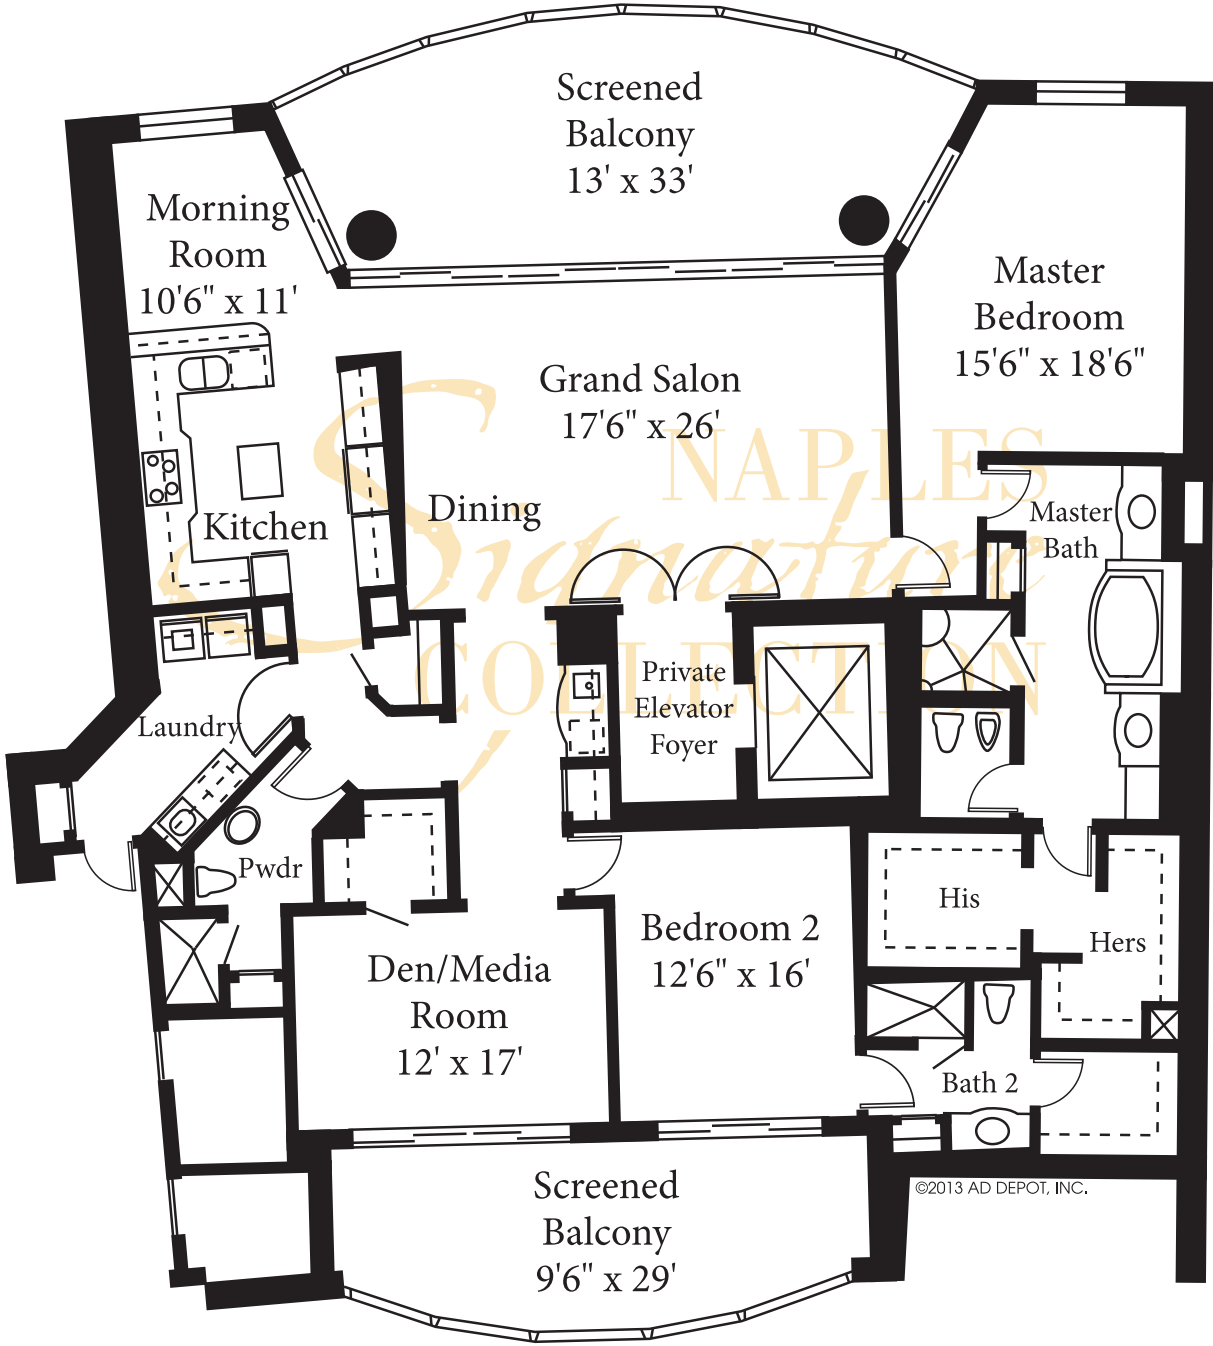 Screened
Balcony
13' x 33'
Morning
Room
10'6" x 11'
Master
Bedroom
15'6" x 18'6"
Grand Salon
17'6" x 26'
NAPLES
Signature
COLLECTION
Dining
Kitchen
Master
Bath
Private
Elevator
Foyer
Laundry
Pwdr
His
Hers
Bedroom 2
12'6" x 16'
Den/Media
Room
12' x 17'
Bath 2
Screened
Balcony
9'6" x 29'
©2013 AD DEPOT, INC.